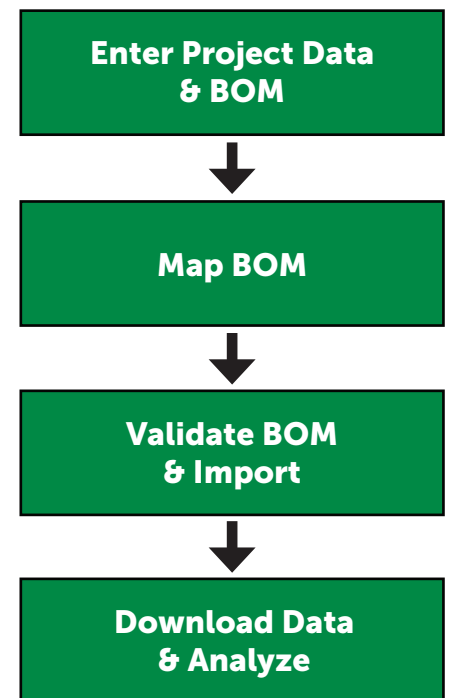 Enter Project Data
& BOM
Map BOM
Validate BOM
& Import
Download Data
& Analyze